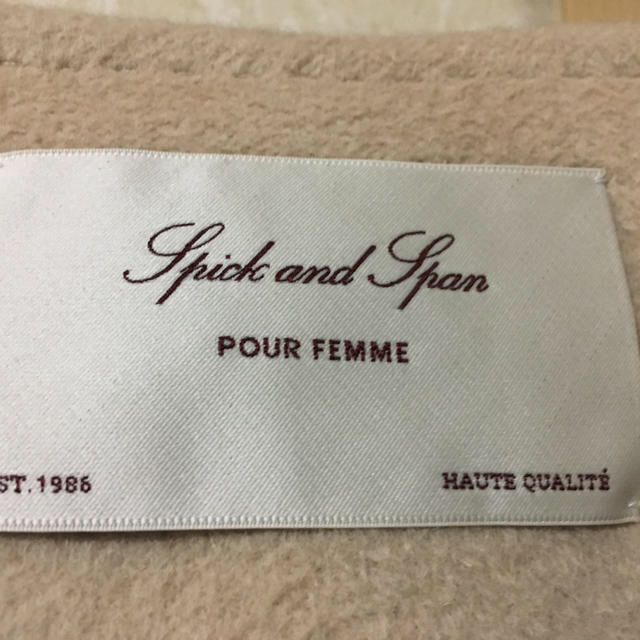 Spick and Span
POUR FEMME
ST.1986
HAUTE QUALITÉ